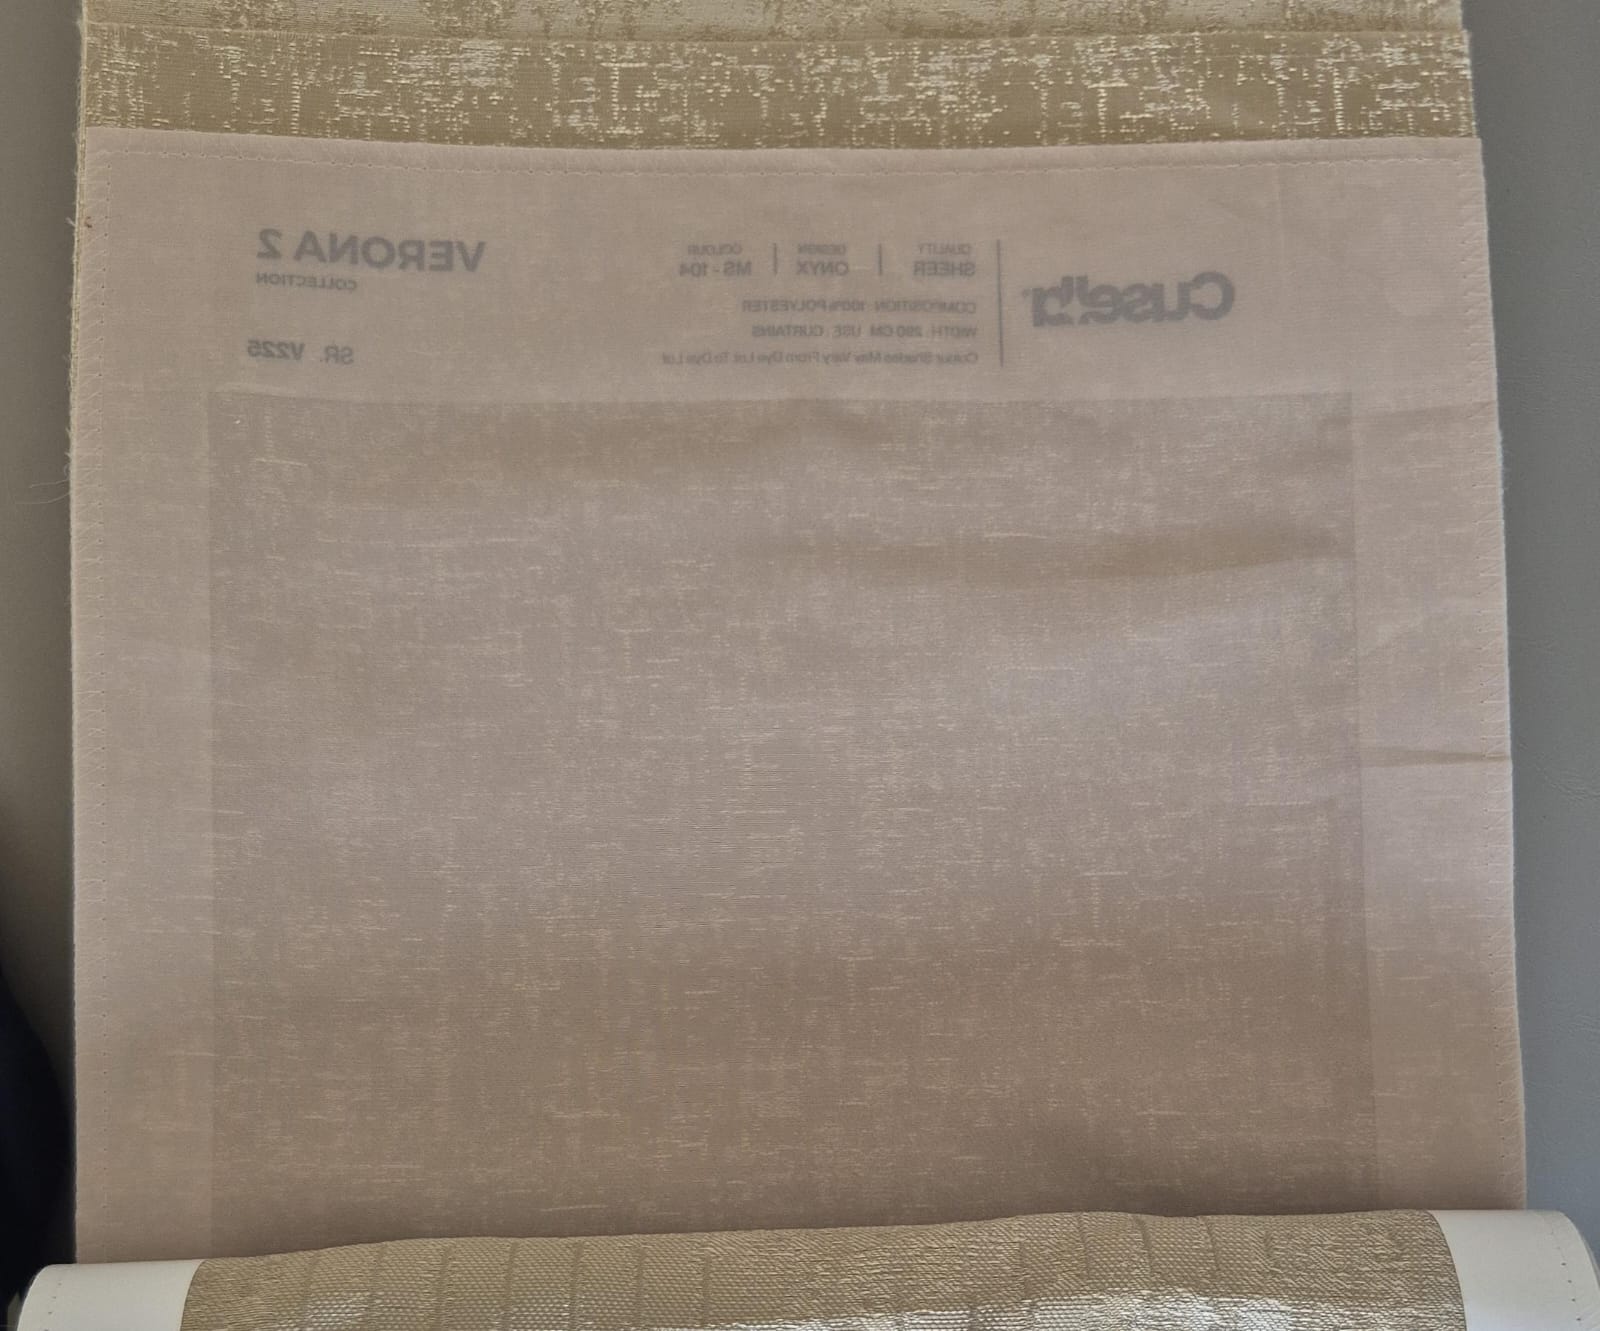 VERONA 2
COLLECTION
SR. V225
QUALITY
SHEER
DESIGN
ONYX
COLOUR
MS - 104
COMPOSITION : 100% POLYESTER
WIDTH : 290 CM USE : CURTAINS
Colour Shades May Vary From Dye Lot To Dye Lot